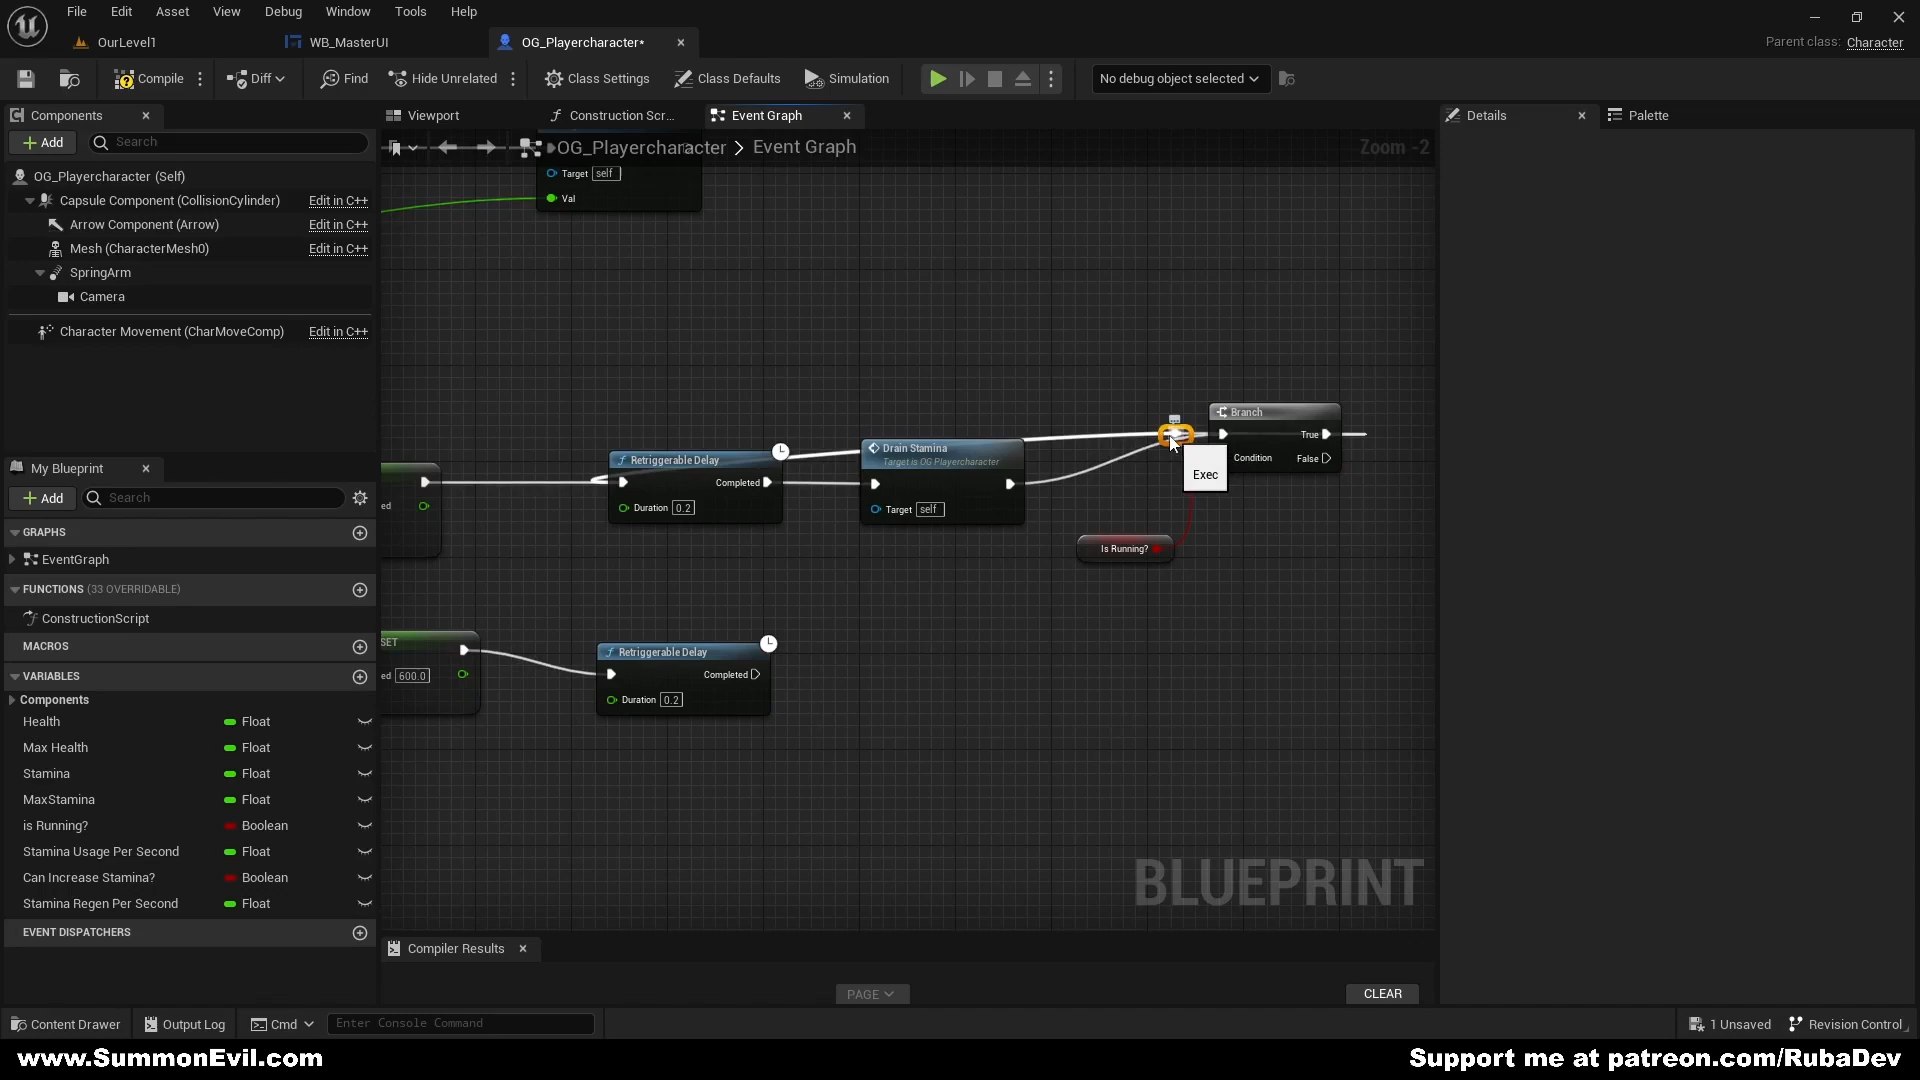 File Edit Asset View Debug Window Tools Help
OurLevel1
WB_MasterUI
OG_Playercharacter*
Parent class: Character
Compile
Diff
Find
Hide Unrelated
Class Settings
Class Defaults
Simulation
No debug object selected
Components
Add
Search
OG_Playercharacter (Self)
Capsule Component (CollisionCylinder) Edit in C++
Arrow Component (Arrow) Edit in C++
Mesh (CharacterMesh0) Edit in C++
SpringArm
Camera
Character Movement (CharMoveComp) Edit in C++
My Blueprint
Add
Search
GRAPHS
EventGraph
FUNCTIONS (33 OVERRIDABLE)
ConstructionScript
MACROS
VARIABLES
Components
Health Float
Max Health Float
Stamina Float
MaxStamina Float
is Running? Boolean
Stamina Usage Per Second Float
Can Increase Stamina? Boolean
Stamina Regen Per Second Float
EVENT DISPATCHERS
Viewport
Construction Scr...
Event Graph
OG_Playercharacter > Event Graph
Zoom -2
Target self
Val
ed
Retriggerable Delay
Completed
Duration 0.2
Drain Stamina
Target is OG Playercharacter
Target self
Branch
True
Condition
False
Exec
Is Running?
SET
ed 600.0
Retriggerable Delay
Completed
Duration 0.2
BLUEPRINT
Compiler Results
PAGE
CLEAR
Details
Palette
Content Drawer
Output Log
Cmd
Enter Console Command
1 Unsaved
Revision Control
www.SummonEvil.com
Support me at patreon.com/RubaDev